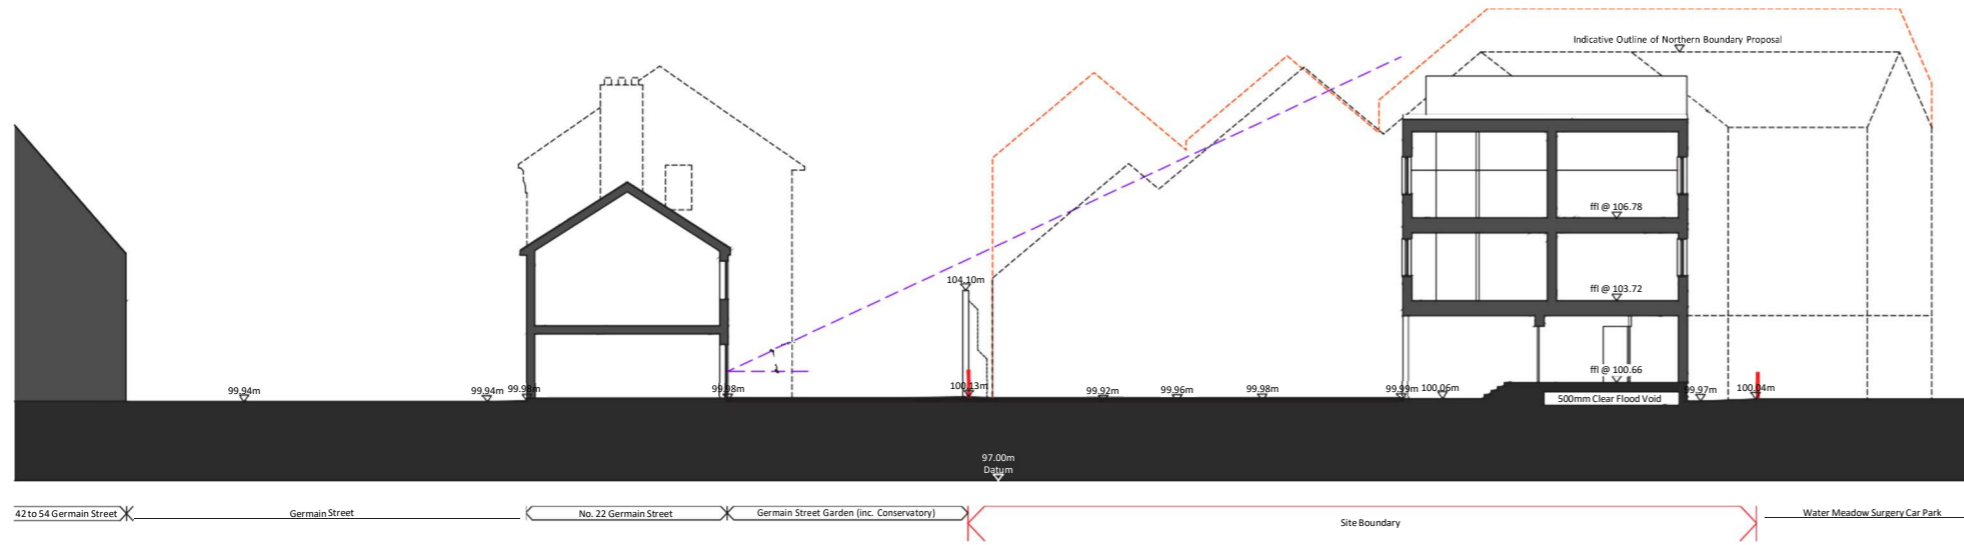 Indicative Outline of Northern Boundary Proposal
ffl @ 106.78
104.10m
ffl @ 103.72
ffl @ 100.66
99.94m
99.94m
99.98m
99.98m
100.13m
99.92m
99.96m
99.98m
99.99m
100.06m
99.97m
100.04m
500mm Clear Flood Void
97.00m
Datum
42 to 54 Germain Street
Germain Street
No. 22 Germain Street
Germain Street Garden (inc. Conservatory)
Site Boundary
Water Meadow Surgery Car Park